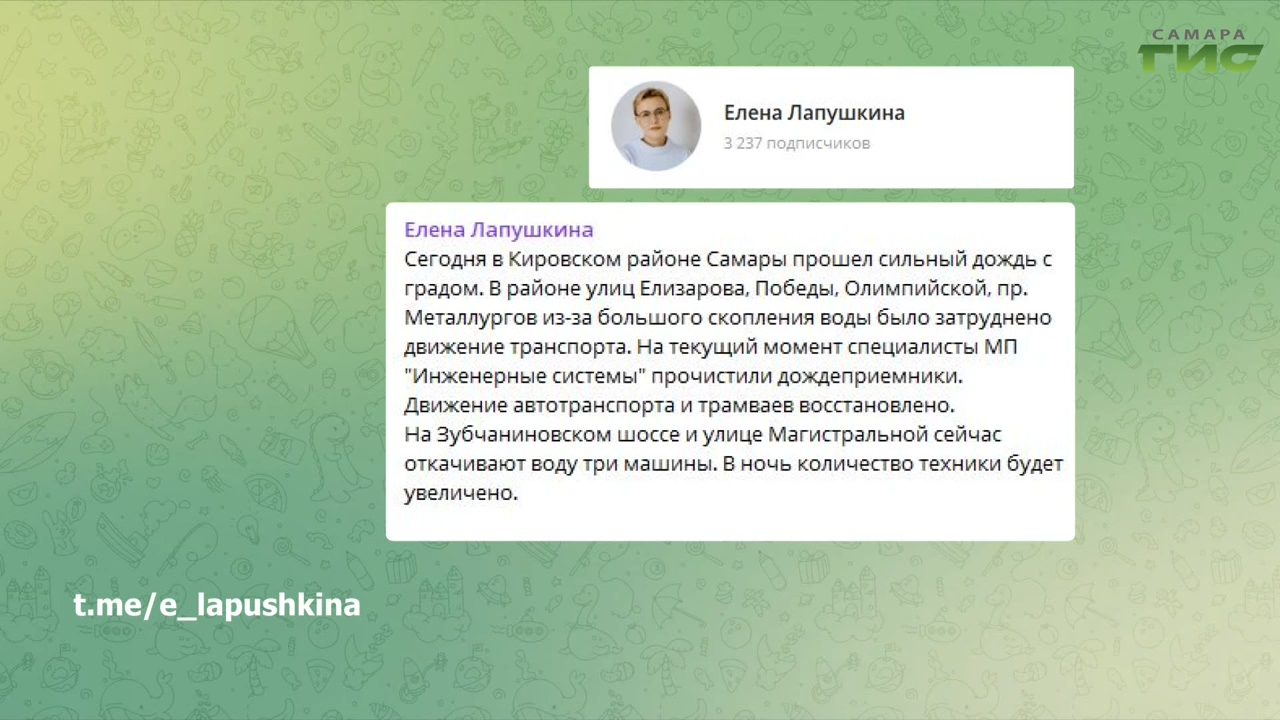 САМАРА
ГИС
Елена Лапушкина
3 237 подписчиков
Елена Лапушкина
Сегодня в Кировском районе Самары прошел сильный дождь с
градом. В районе улиц Елизарова, Победы, Олимпийской, пр.
Металлургов из-за большого скопления воды было затруднено
движение транспорта. На текущий момент специалисты МП
"Инженерные системы" прочистили дождеприемники.
Движение автотранспорта и трамваев восстановлено.
На Зубчаниновском шоссе и улице Магистральной сейчас
откачивают воду три машины. В ночь количество техники будет
увеличено.
t.me/e_lapushkina